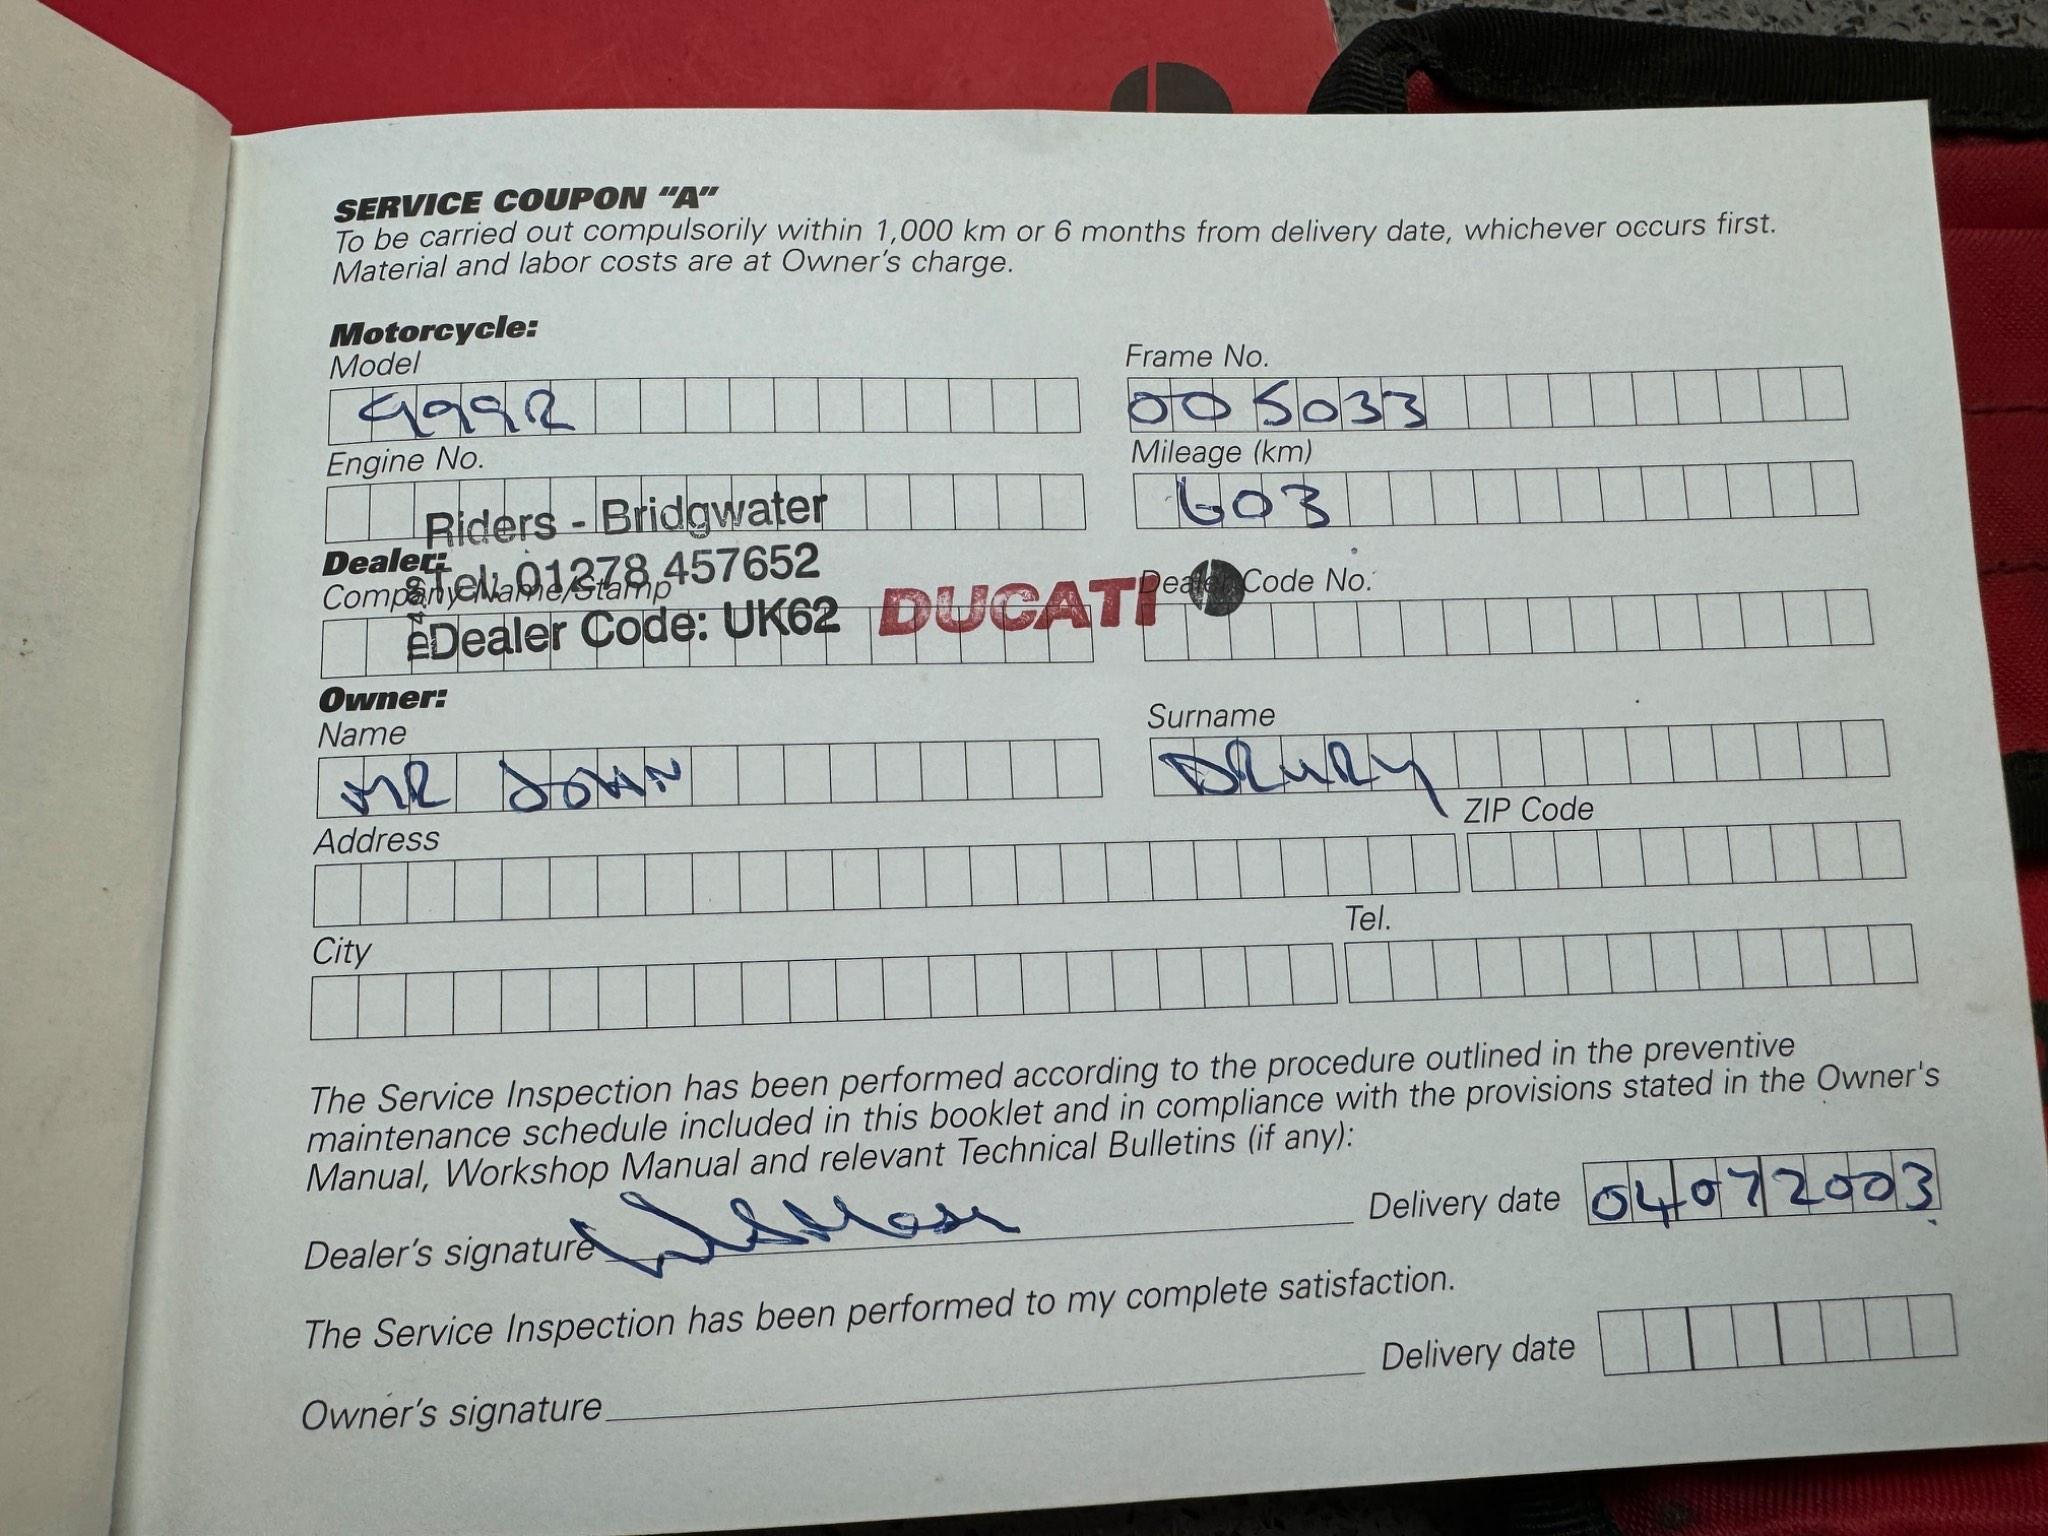 SERVICE COUPON "A"
To be carried out compulsorily within 1,000 km or 6 months from delivery date, whichever occurs first.
Material and labor costs are at Owner's charge.
Motorcycle:
Model
Frame No.
999R
005033
Engine No.
Mileage (km)
603
Riders - Bridgwater
Dealer:
Tel: 01278 457652
Company Name/Stamp
DUCATI
Dealer Code No.
Dealer Code: UK62
Owner:
Name
Surname
MR JOHN
DRURY
Address
ZIP Code
City
Tel.
The Service Inspection has been performed according to the procedure outlined in the preventive
maintenance schedule included in this booklet and in compliance with the provisions stated in the Owner's
Manual, Workshop Manual and relevant Technical Bulletins (if any):
Dealer's signature
Delivery date 04072003
The Service Inspection has been performed to my complete satisfaction.
Owner's signature
Delivery date